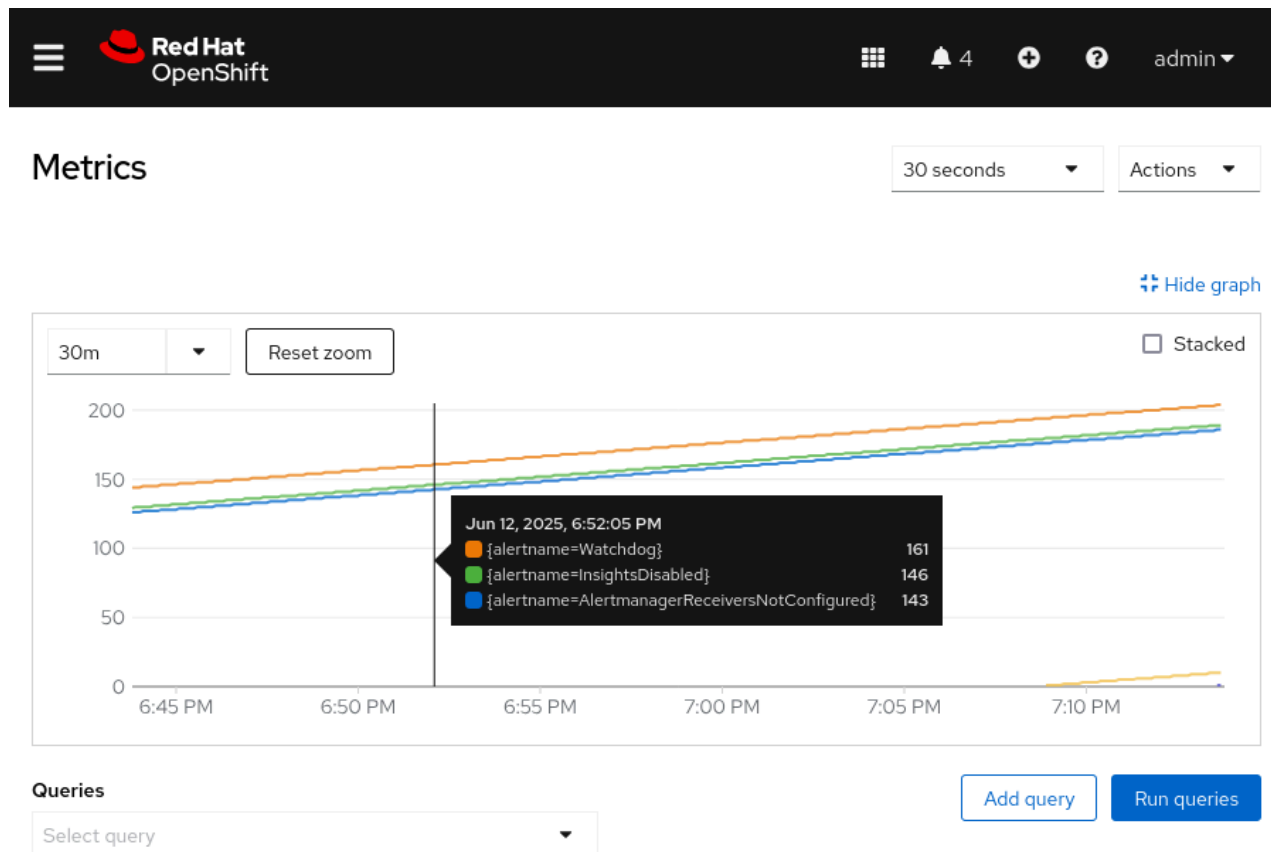 Red Hat
OpenShift
4
admin
Metrics
30 seconds
Actions
Hide graph
30m
Reset zoom
Stacked
200
150
100
50
0
Jun 12, 2025, 6:52:05 PM
{alertname=Watchdog} 161
{alertname=InsightsDisabled} 146
{alertname=AlertmanagerReceiversNotConfigured} 143
6:45 PM 6:50 PM 6:55 PM 7:00 PM 7:05 PM 7:10 PM
Queries
Add query
Run queries
Select query